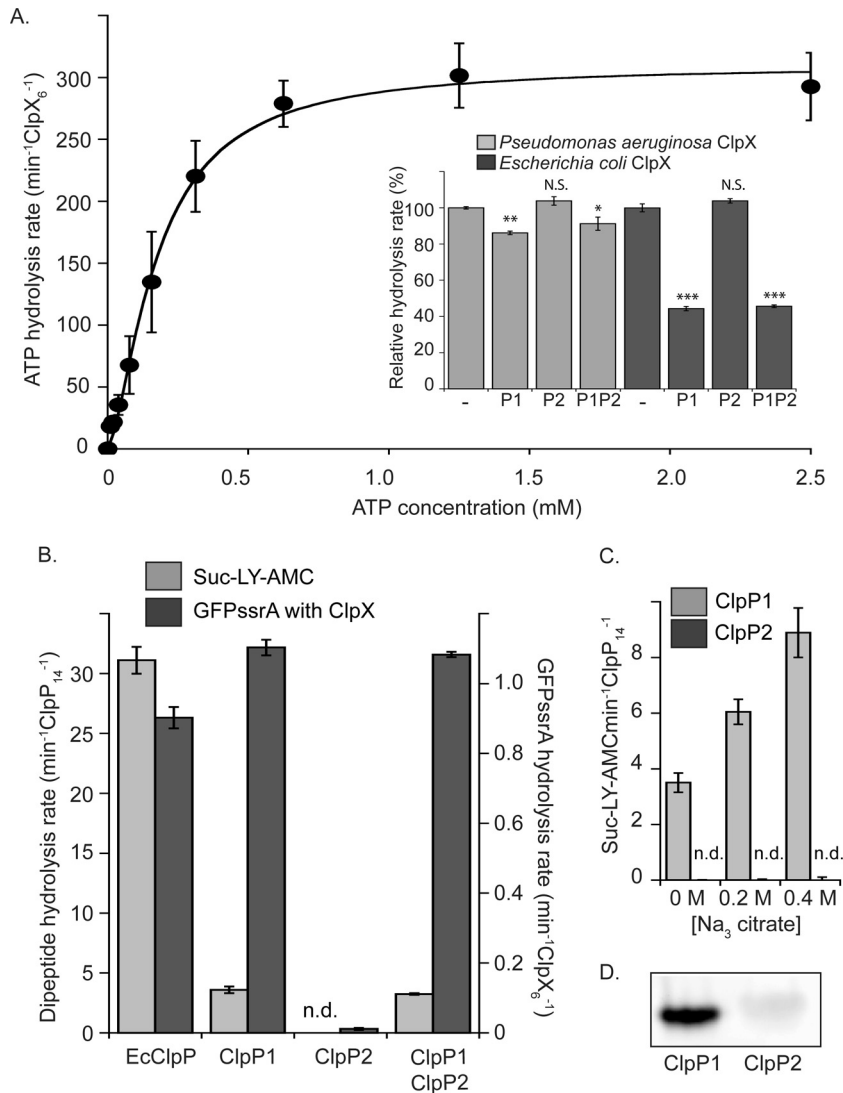 A.
ATP hydrolysis rate (min⁻¹ClpX₆⁻¹)
300
250
200
150
100
50
0
0
0.5
1.0
1.5
2.0
2.5
ATP concentration (mM)
Pseudomonas aeruginosa ClpX
Escherichia coli ClpX
Relative hydrolysis rate (%)
100
80
60
40
20
0
**
N.S.
*
***
N.S.
***
- P1 P2 P1P2 - P1 P2 P1P2
B.
Suc-LY-AMC
GFPssrA with ClpX
Dipeptide hydrolysis rate (min⁻¹ClpP₁₄⁻¹)
30
25
20
15
10
5
0
n.d.
GFPssrA hydrolysis rate (min⁻¹ClpX₆⁻¹)
1.0
0.8
0.6
0.4
0.2
0
EcClpP ClpP1 ClpP2 ClpP1
ClpP2
C.
ClpP1
ClpP2
Suc-LY-AMCmin⁻¹ClpP₁₄⁻¹
8
6
4
2
0
n.d. n.d. n.d.
0 M 0.2 M 0.4 M
[Na₃ citrate]
D.
ClpP1 ClpP2